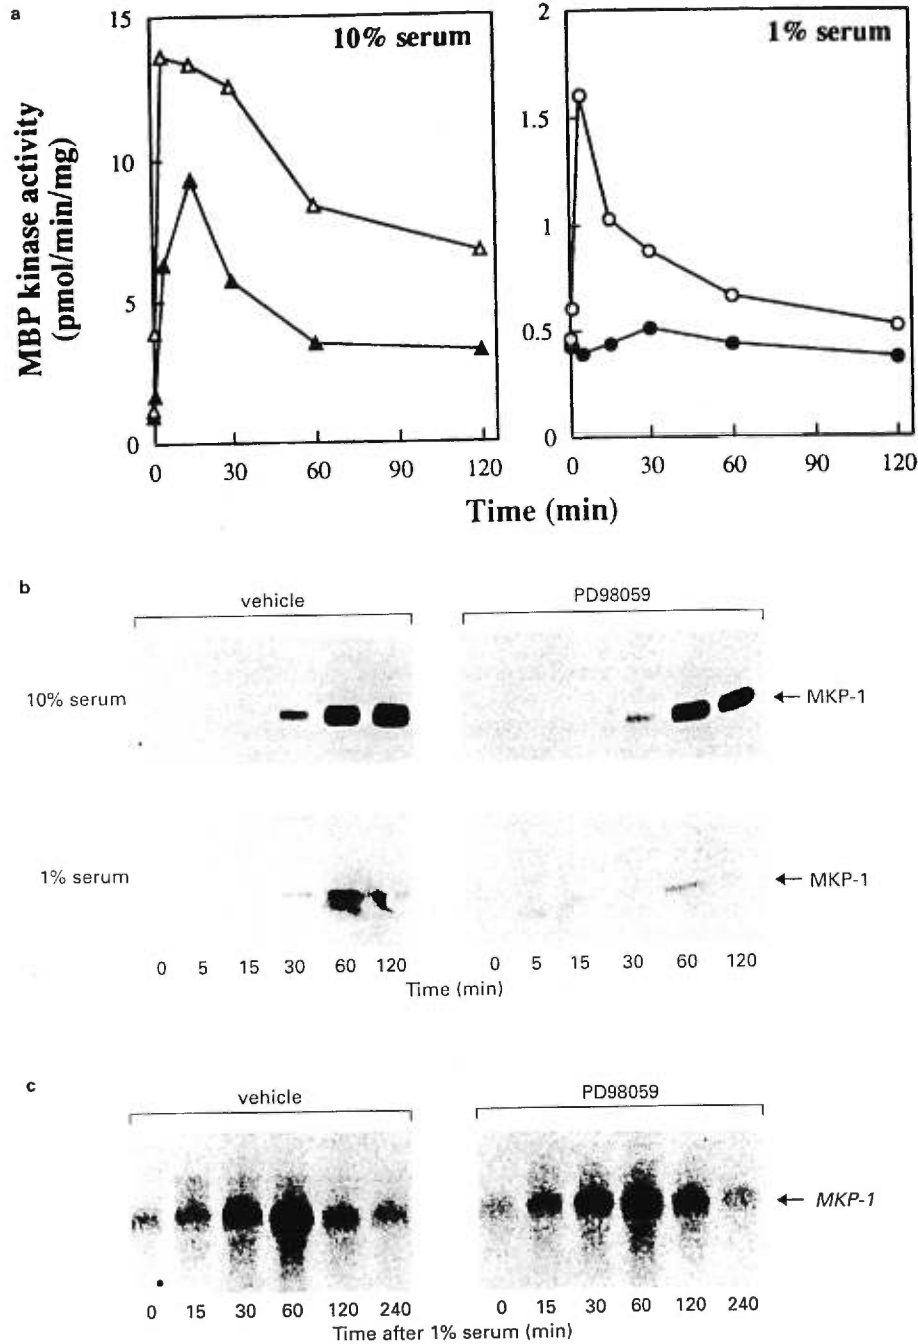 a
10% serum
1% serum
MBP kinase activity
(pmol/min/mg)
15
10
5
0
2
1.5
1
0.5
0
0 30 60 90 120
0 30 60 90 120
Time (min)
b
vehicle
PD98059
10% serum
← MKP-1
1% serum
← MKP-1
0 5 15 30 60 120
0 5 15 30 60 120
Time (min)
c
vehicle
PD98059
← MKP-1
0 15 30 60 120 240
0 15 30 60 120 240
Time after 1% serum (min)